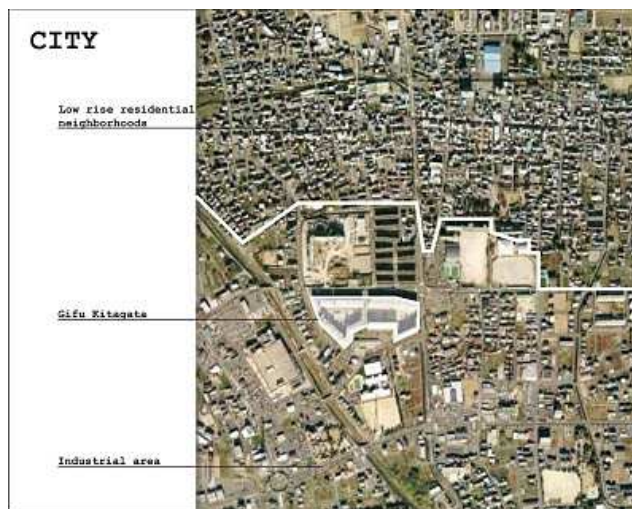 CITY
Low rise residential
neighborhoods
Gifu Kitagata
Industrial area